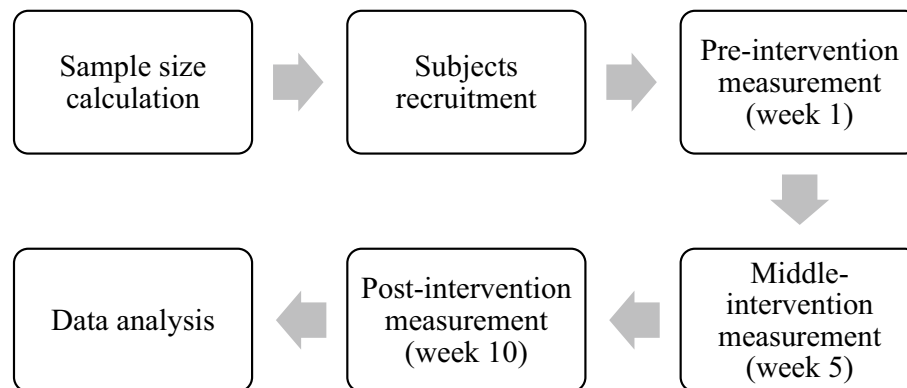 Sample size
calculation
Subjects
recruitment
Pre-intervention
measurement
(week 1)
Middle-
intervention
measurement
(week 5)
Post-intervention
measurement
(week 10)
Data analysis